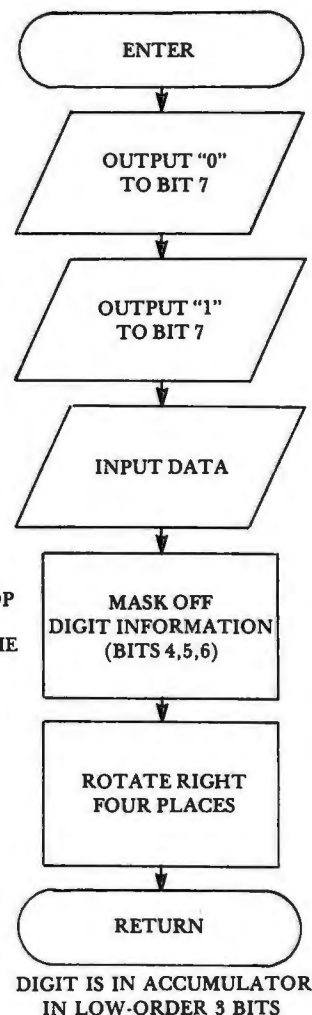 ENTER
OUTPUT “0”
TO BIT 7
OUTPUT “1”
TO BIT 7
INPUT DATA
MASK OFF
DIGIT INFORMATION
(BITS 4,5,6)
ROTATE RIGHT
FOUR PLACES
RETURN
DIGIT IS IN ACCUMULATOR
IN LOW-ORDER 3 BITS